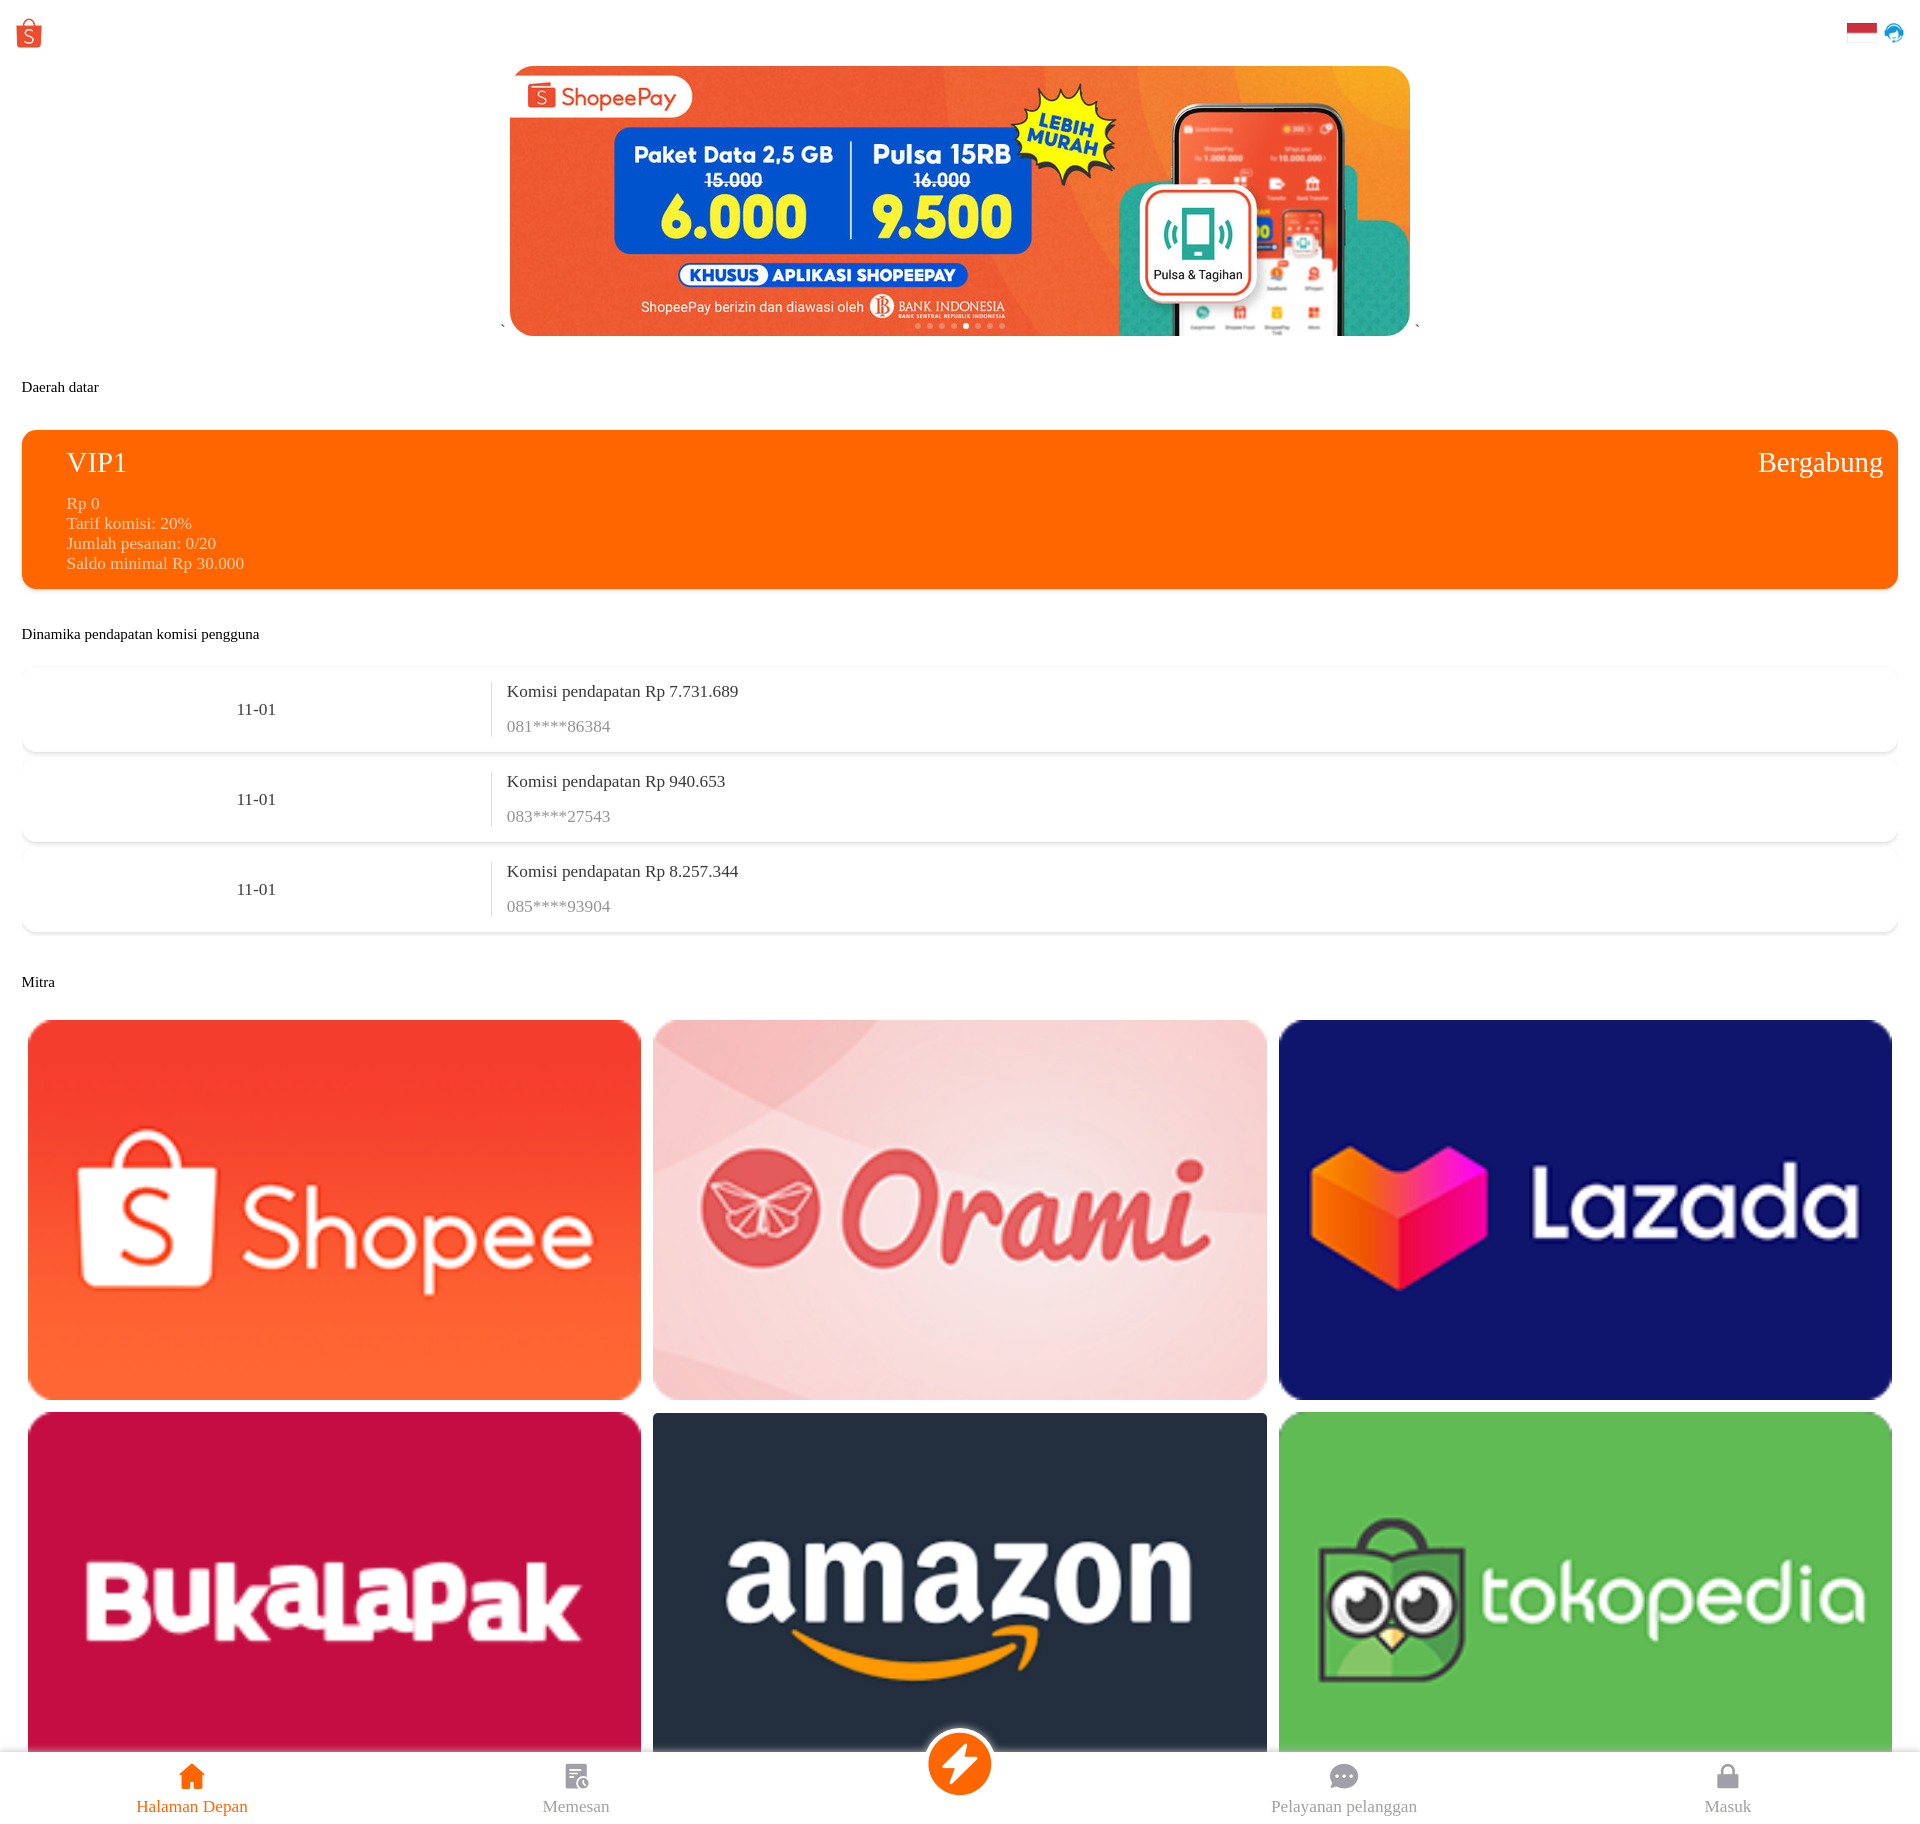 ShopeePay
LEBIH
MURAH
Paket Data 2,5 GB
15.000
6.000
Pulsa 15RB
16.000
9.500
KHUSUS APLIKASI SHOPEEPAY
ShopeePay berizin dan diawasi oleh BANK INDONESIA
BANK SENTRAL REPUBLIK INDONESIA
Pulsa & Tagihan
Daerah datar
VIP1
Bergabung
Rp 0
Tarif komisi: 20%
Jumlah pesanan: 0/20
Saldo minimal Rp 30.000
Dinamika pendapatan komisi pengguna
11-01
Komisi pendapatan Rp 7.731.689
081****86384
11-01
Komisi pendapatan Rp 940.653
083****27543
11-01
Komisi pendapatan Rp 8.257.344
085****93904
Mitra
Shopee
Orami
Lazada
BukalaPak
amazon
tokopedia
Halaman Depan
Memesan
Pelayanan pelanggan
Masuk